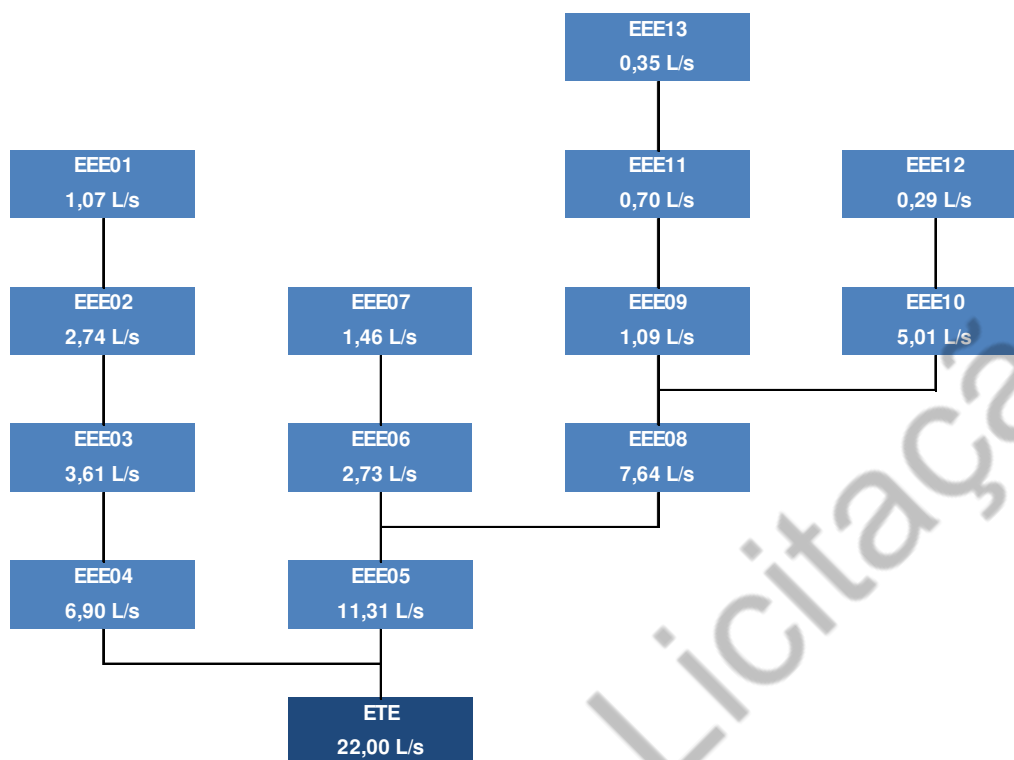 EEE13
0,35 L/s
EEE01
1,07 L/s
EEE11
0,70 L/s
EEE12
0,29 L/s
EEE02
2,74 L/s
EEE07
1,46 L/s
EEE09
1,09 L/s
EEE10
5,01 L/s
EEE03
3,61 L/s
EEE06
2,73 L/s
EEE08
7,64 L/s
EEE04
6,90 L/s
EEE05
11,31 L/s
ETE
22,00 L/s
Licitaçã